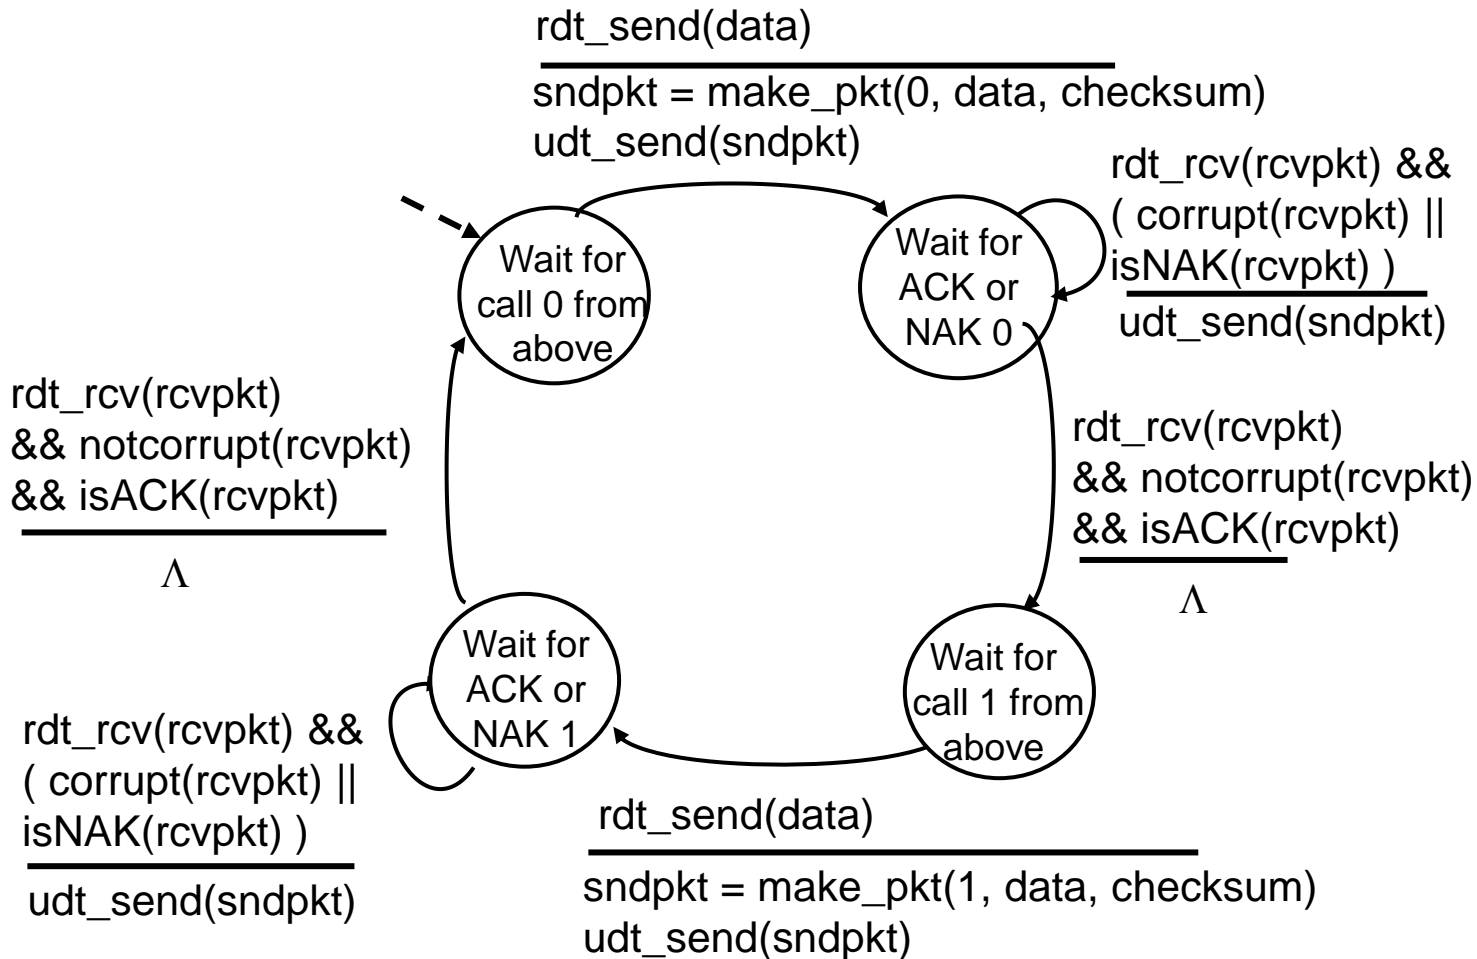 rdt_send(data)
sndpkt = make_pkt(0, data, checksum)
udt_send(sndpkt)
rdt_rcv(rcvpkt) &&
( corrupt(rcvpkt) ||
isNAK(rcvpkt) )
udt_send(sndpkt)
Wait for
call 0 from
above
Wait for
ACK or
NAK 0
rdt_rcv(rcvpkt)
&& notcorrupt(rcvpkt)
&& isACK(rcvpkt)
Λ
rdt_rcv(rcvpkt)
&& notcorrupt(rcvpkt)
&& isACK(rcvpkt)
Λ
Wait for
ACK or
NAK 1
Wait for
call 1 from
above
rdt_rcv(rcvpkt) &&
( corrupt(rcvpkt) ||
isNAK(rcvpkt) )
udt_send(sndpkt)
rdt_send(data)
sndpkt = make_pkt(1, data, checksum)
udt_send(sndpkt)